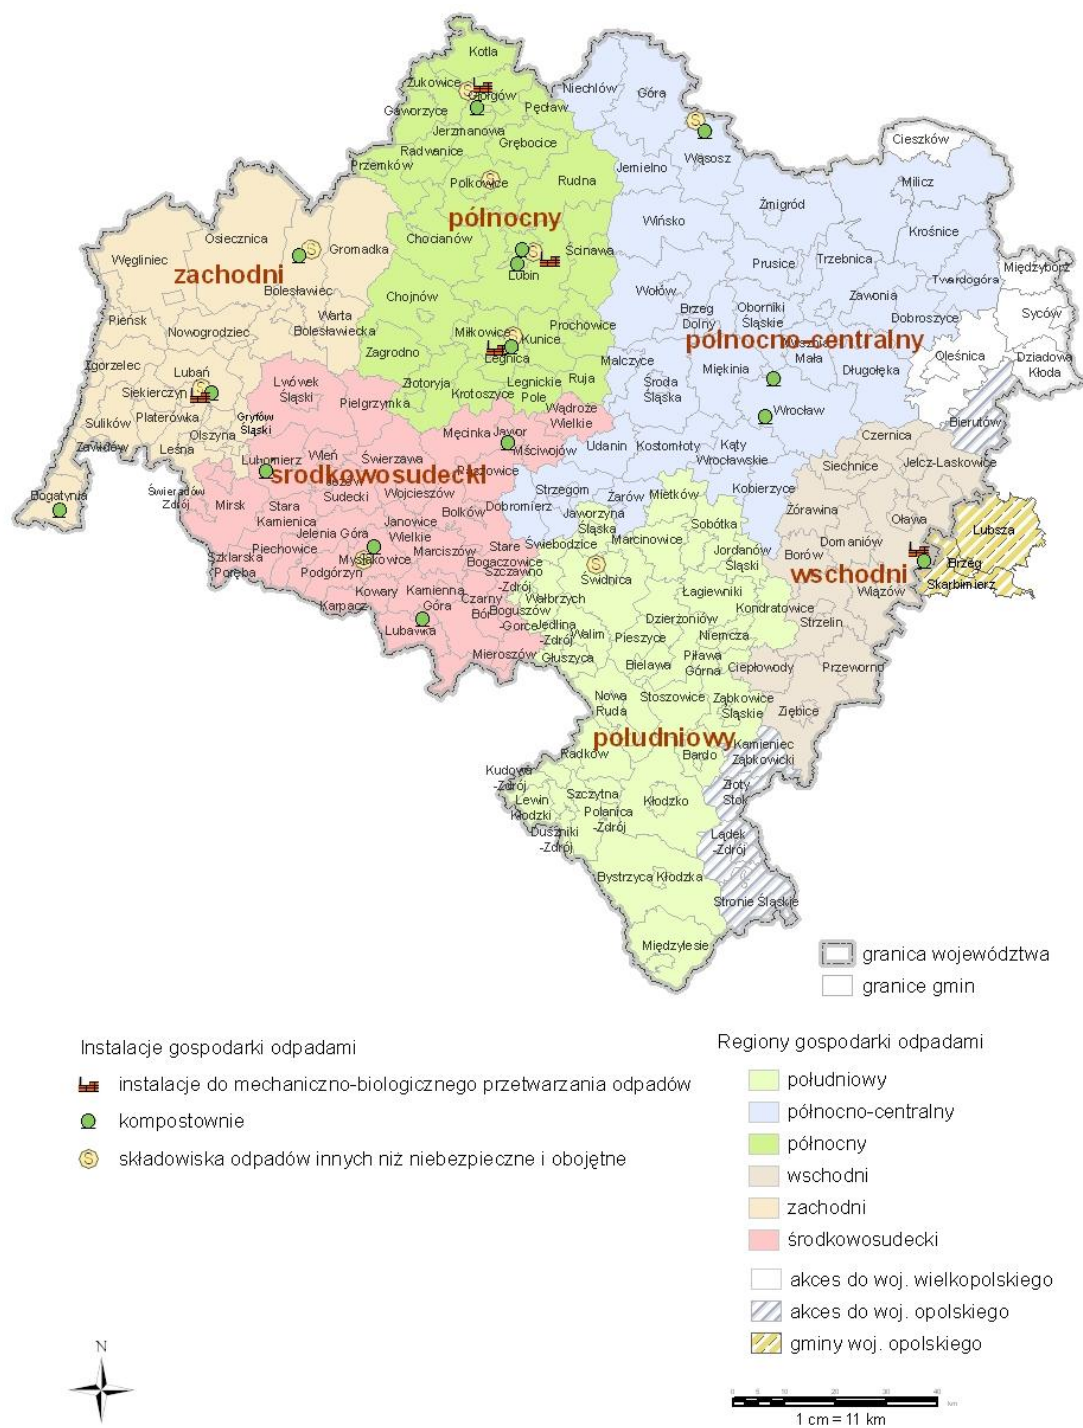 Kotla
Żukowice
Niechlów
Góra
Głogów
Gaworzyce
Pęcław
Jerzmanowa
Grębocice
Cieszków
Radwanice
Przemków
Jemielno
Wąsosz
Polkowice
Rudna
Milicz
północny
Wińsko
Żmigród
Osiecznica
Gromadka
Chocianów
Ścinawa
Krośnice
Węgliniec
zachodni
Lubin
Prusice
Trzebnica
Międzybórz
Twardogóra
Bolesławiec
Chojnów
Wołów
Zawonia
Pieńsk
Warta
Bolesławiecka
Brzeg
Dolny
Oborniki
Śląskie
Dobroszyce
Syców
Nowogrodziec
Miłkowice
Kunice
Prochowice
północno-centralny
Wisznia
Mała
Oleśnica
Zgorzelec
Zagrodno
Legnica
Malczyce
Miękinia
Długołęka
Dziadowa
Kłoda
Lubań
Siekierczyn
Lwówek
Śląski
Złotoryja
Legnickie
Pole
Ruja
Środa
Śląska
Platerówka
Pielgrzymka
Krotoszyce
Wądroże
Wielkie
Wrocław
Bierutów
Sulików
Gryfów
Śląski
Olszyna
Męcinka
Jawor
Mściwojów
Udanin
Kostomłoty
Kąty
Wrocławskie
Czernica
Zawidów
Leśna
Lubomierz
Wleń
Świerzawa
Paszowice
Siechnice
Jelcz-Laskowice
środkowosudecki
Bogatynia
Świeradów
Zdrój
Jeżów
Sudecki
Wojcieszów
Strzegom
Żarów
Mietków
Kobierzyce
Mirsk
Stara
Kamienica
Bolków
Dobromierz
Jaworzyna
Śląska
Żórawina
Oława
Lubsza
Jelenia Góra
Janowice
Wielkie
Sobótka
Piechowice
Marciszów
Stare
Bogaczowice
Świebodzice
Marcinowice
Jordanów
Śląski
Domaniów
Borów
Szklarska
Poręba
Mysłakowice
Podgórzyn
Szczawno
-Zdrój
Świdnica
wschodni
Wiązów
Brzeg
Skarbimierz
Kowary
Karpacz
Kamienna
Góra
Czarny
Bór
Wałbrzych
Boguszów
-Gorce
Łagiewniki
Kondratowice
Lubawka
Jedlina
-Zdrój
Walim
Dzierżoniów
Strzelin
Mieroszów
Głuszyca
Pieszyce
Niemcza
Bielawa
Piława
Górna
Ciepłowody
Przeworno
Nowa
Ruda
Stoszowice
Ząbkowice
Śląskie
Ziębice
południowy
Radków
Bardo
Kamieniec
Ząbkowicki
Kudowa
-Zdrój
Szczytna
Złoty
Stok
Lewin
Kłodzki
Polanica
-Zdrój
Kłodzko
Duszniki
-Zdrój
Lądek
-Zdrój
Bystrzyca Kłodzka
Stronie Śląskie
Międzylesie
granica województwa
granice gmin
Instalacje gospodarki odpadami
instalacje do mechaniczno-biologicznego przetwarzania odpadów
kompostownie
S składowiska odpadów innych niż niebezpieczne i obojętne
Regiony gospodarki odpadami
południowy
północno-centralny
północny
wschodni
zachodni
środkowosudecki
akces do woj. wielkopolskiego
akces do woj. opolskiego
gminy woj. opolskiego
N
0 5 10 20 30 40
km
1 cm = 11 km